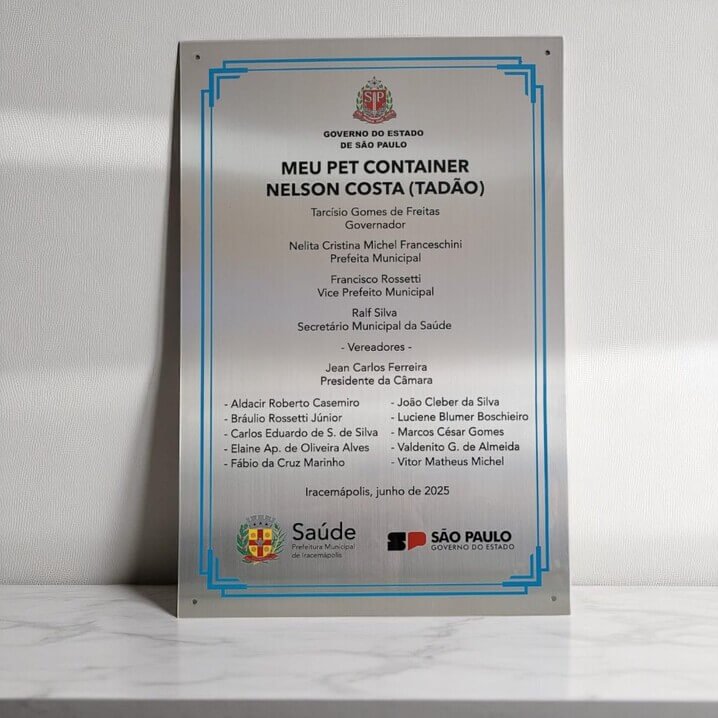 SP
GOVERNO DO ESTADO
DE SÃO PAULO
MEU PET CONTAINER
NELSON COSTA (TADÃO)
Tarcísio Gomes de Freitas
Governador
Nelita Cristina Michel Franceschini
Prefeita Municipal
Francisco Rossetti
Vice Prefeito Municipal
Ralf Silva
Secretário Municipal da Saúde
- Vereadores -
Jean Carlos Ferreira
Presidente da Câmara
- Aldacir Roberto Casemiro
- Bráulio Rossetti Júnior
- Carlos Eduardo de S. de Silva
- Elaine Ap. de Oliveira Alves
- Fábio da Cruz Marinho
- João Cleber da Silva
- Luciene Blumer Boschieiro
- Marcos César Gomes
- Valdenito G. de Almeida
- Vitor Matheus Michel
Iracemápolis, junho de 2025
Saúde
Prefeitura Municipal
de Iracemápolis
SP
SÃO PAULO
GOVERNO DO ESTADO